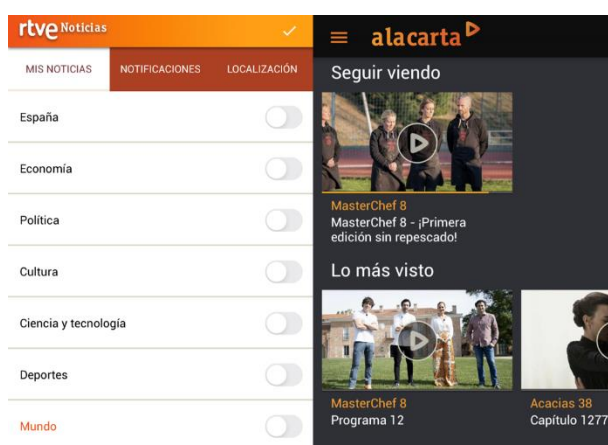 rtve Noticias
MIS NOTICIAS
NOTIFICACIONES
LOCALIZACIÓN
España
Economía
Política
Cultura
Ciencia y tecnología
Deportes
Mundo
alacarta
Seguir viendo
MasterChef 8
MasterChef 8 - ¡Primera
edición sin repescado!
Lo más visto
MasterChef 8
Programa 12
Acacias 38
Capítulo 1277